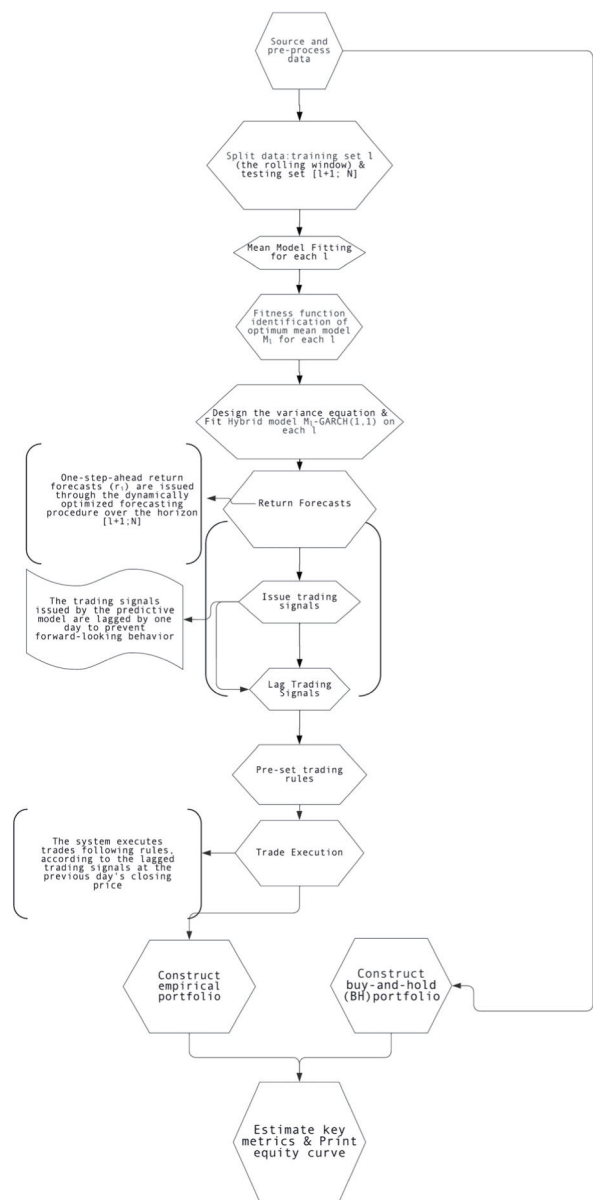 Source and
pre-process
data
Split data:training set l
(the rolling window) &
testing set [l+1; N]
Mean Model Fitting
for each l
Fitness function
identification of
optimum mean model
Mₗ for each l
Design the variance equation &
Fit Hybrid model Mₗ-GARCH(1,1) on
each l
One-step-ahead return
forecasts (rₜ) are issued
through the dynamically
optimized forecasting
procedure over the horizon
[l+1;N]
Return Forecasts
Issue trading
signals
The trading signals
issued by the predictive
model are lagged by one
day to prevent
forward-looking behavior
Lag Trading
Signals
Pre-set trading
rules
Trade Execution
The system executes
trades following rules,
according to the lagged
trading signals at the
previous day's closing
price
Construct
empirical
portfolio
Construct
buy-and-hold
(BH)portfolio
Estimate key
metrics & Print
equity curve